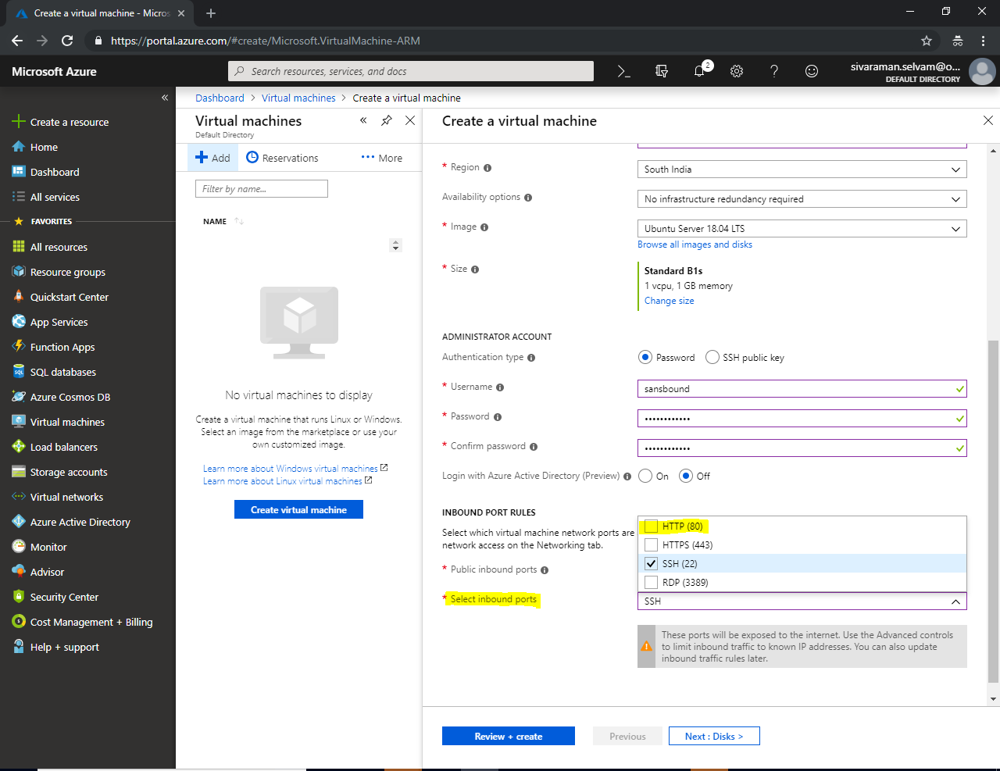 Create a virtual machine - Micros
https://portal.azure.com/#create/Microsoft.VirtualMachine-ARM
Microsoft Azure
Search resources, services, and docs
2
sivaraman.selvam@o...
DEFAULT DIRECTORY
Create a resource
Home
Dashboard
All services
FAVORITES
All resources
Resource groups
Quickstart Center
App Services
Function Apps
SQL databases
Azure Cosmos DB
Virtual machines
Load balancers
Storage accounts
Virtual networks
Azure Active Directory
Monitor
Advisor
Security Center
Cost Management + Billing
Help + support
Dashboard > Virtual machines > Create a virtual machine
Virtual machines
Default Directory
Add
Reservations
More
Filter by name...
NAME
No virtual machines to display
Create a virtual machine that runs Linux or Windows.
Select an image from the marketplace or use your
own customized image.
Learn more about Windows virtual machines
Learn more about Linux virtual machines
Create virtual machine
Create a virtual machine
* Region
South India
Availability options
No infrastructure redundancy required
* Image
Ubuntu Server 18.04 LTS
Browse all images and disks
* Size
Standard B1s
1 vcpu, 1 GB memory
Change size
ADMINISTRATOR ACCOUNT
Authentication type
Password
SSH public key
* Username
sansbound
* Password
••••••••••••
* Confirm password
••••••••••••
Login with Azure Active Directory (Preview)
On
Off
INBOUND PORT RULES
Select which virtual machine network ports are
network access on the Networking tab.
* Public inbound ports
HTTP (80)
HTTPS (443)
SSH (22)
RDP (3389)
* Select inbound ports
SSH
These ports will be exposed to the internet. Use the Advanced controls
to limit inbound traffic to known IP addresses. You can also update
inbound traffic rules later.
Review + create
Previous
Next : Disks >